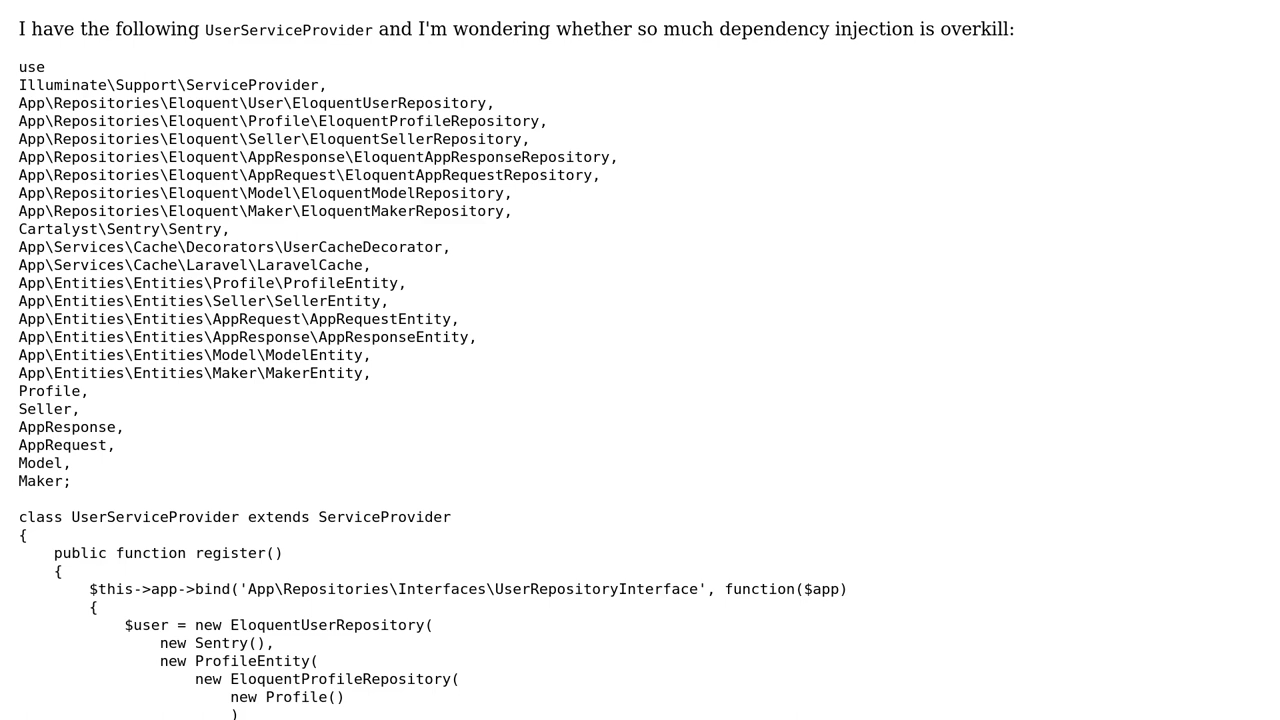 I have the following UserServiceProvider and I'm wondering whether so much dependency injection is overkill:
use
Illuminate\Support\ServiceProvider,
App\Repositories\Eloquent\User\EloquentUserRepository,
App\Repositories\Eloquent\Profile\EloquentProfileRepository,
App\Repositories\Eloquent\Seller\EloquentSellerRepository,
App\Repositories\Eloquent\AppResponse\EloquentAppResponseRepository,
App\Repositories\Eloquent\AppRequest\EloquentAppRequestRepository,
App\Repositories\Eloquent\Model\EloquentModelRepository,
App\Repositories\Eloquent\Maker\EloquentMakerRepository,
Cartalyst\Sentry\Sentry,
App\Services\Cache\Decorators\UserCacheDecorator,
App\Services\Cache\Laravel\LaravelCache,
App\Entities\Entities\Profile\ProfileEntity,
App\Entities\Entities\Seller\SellerEntity,
App\Entities\Entities\AppRequest\AppRequestEntity,
App\Entities\Entities\AppResponse\AppResponseEntity,
App\Entities\Entities\Model\ModelEntity,
App\Entities\Entities\Maker\MakerEntity,
Profile,
Seller,
AppResponse,
AppRequest,
Model,
Maker;
class UserServiceProvider extends ServiceProvider
{
    public function register()
    {
        $this->app->bind('App\Repositories\Interfaces\UserRepositoryInterface', function($app)
        {
            $user = new EloquentUserRepository(
                new Sentry(),
                new ProfileEntity(
                    new EloquentProfileRepository(
                        new Profile()
                        )